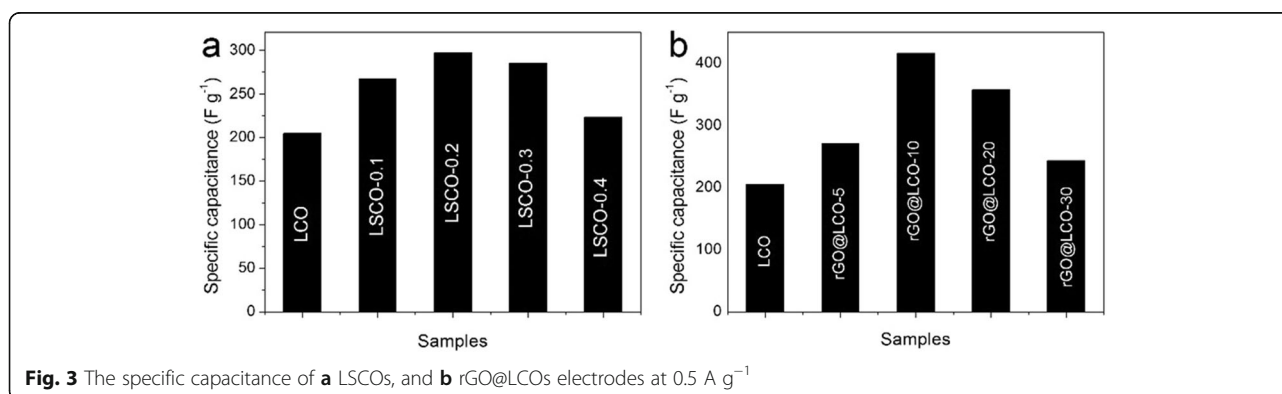 a
300
250
200
150
100
50
0
Specific capacitance (F g⁻¹)
LCO
LSCO-0.1
LSCO-0.2
LSCO-0.3
LSCO-0.4
Samples
b
400
300
200
100
0
Specific capacitance (F g⁻¹)
LCO
rGO@LCO-5
rGO@LCO-10
rGO@LCO-20
rGO@LCO-30
Samples
Fig. 3 The specific capacitance of a LSCOs, and b rGO@LCOs electrodes at 0.5 A g⁻¹